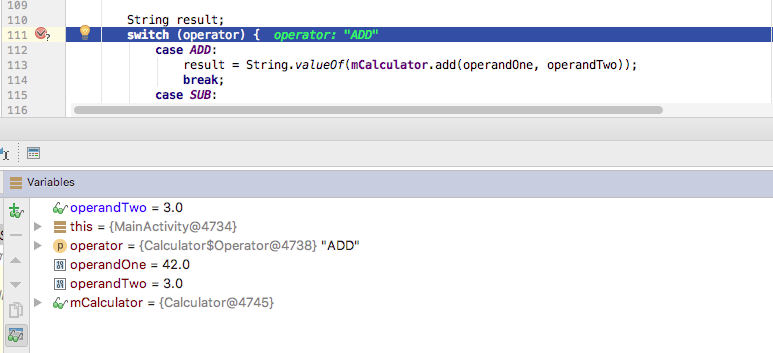 109
110 String result;
111 switch (operator) { operator: "ADD"
112 case ADD:
113 result = String.valueOf(mCalculator.add(operandOne, operandTwo));
114 break;
115 case SUB:
116
Variables
operandTwo = 3.0
this = {MainActivity@4734}
operator = {Calculator$Operator@4738} "ADD"
operandOne = 42.0
operandTwo = 3.0
mCalculator = {Calculator@4745}